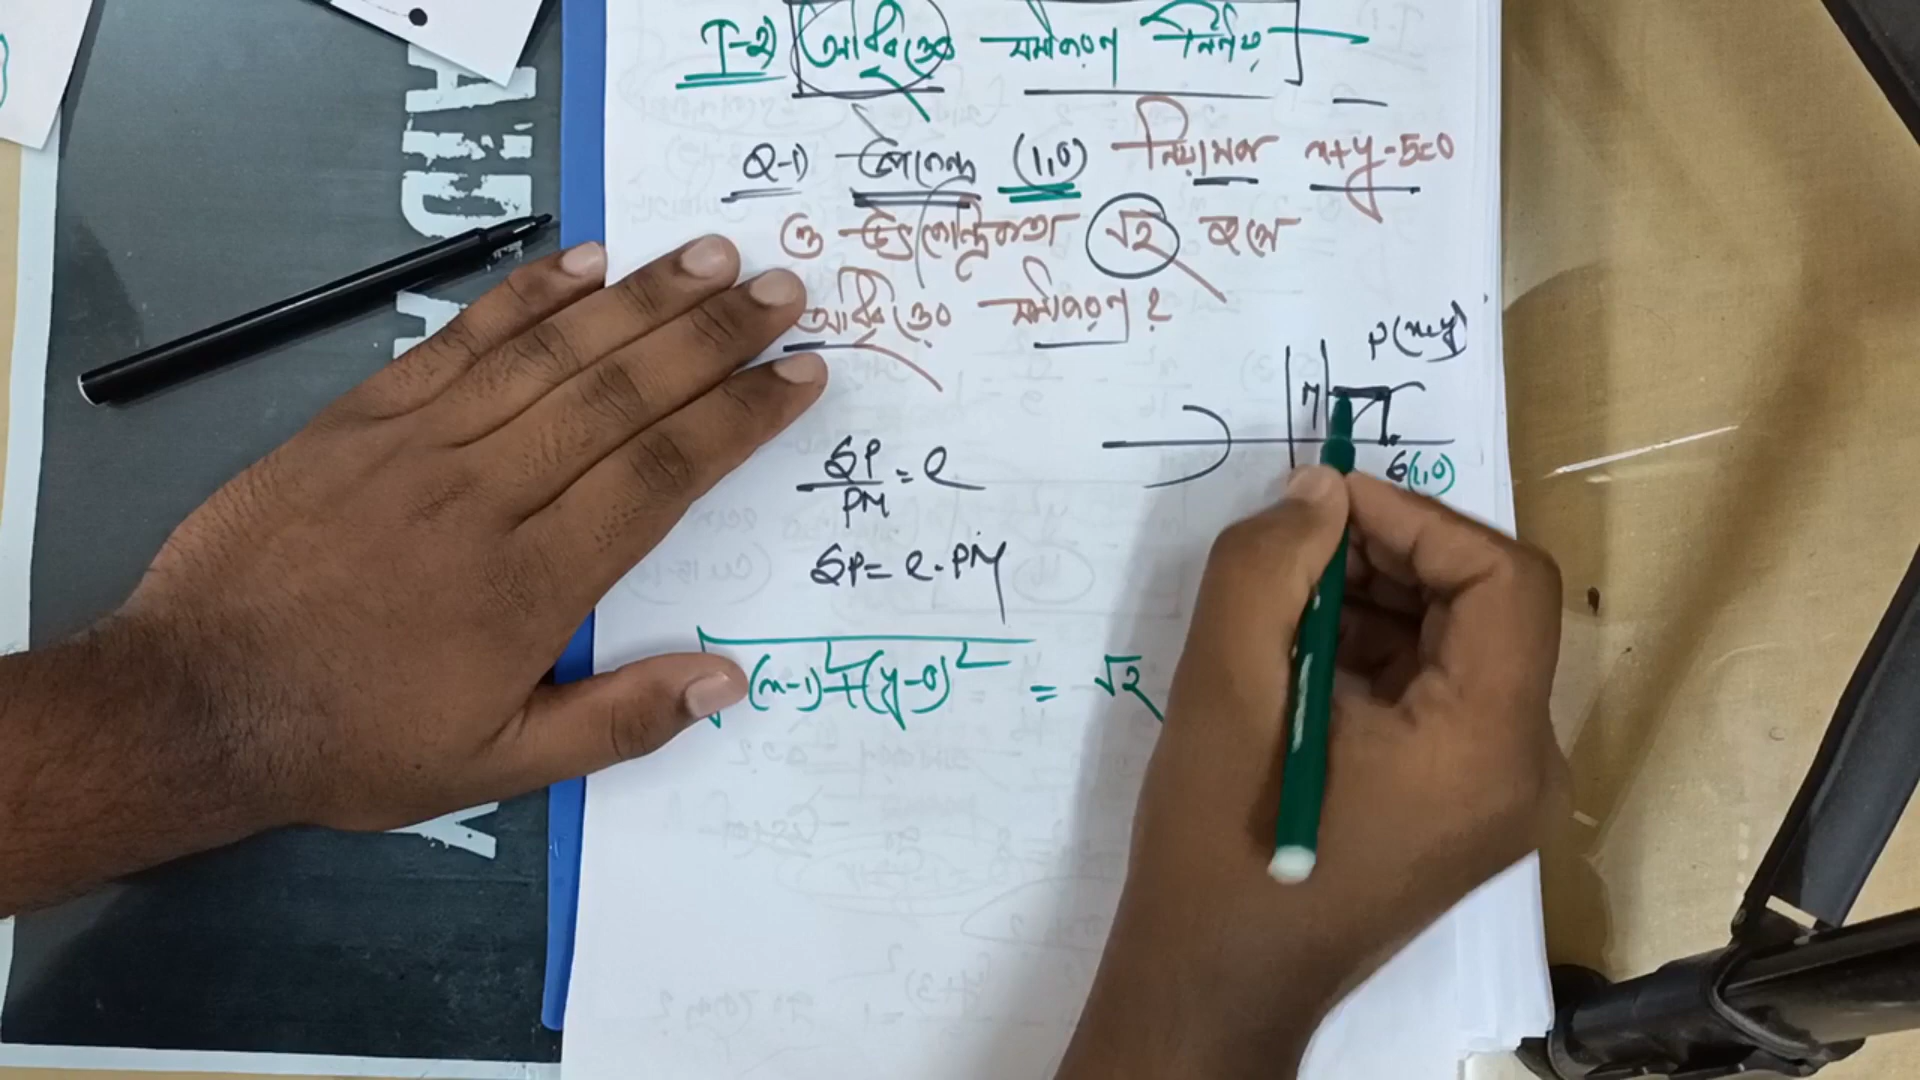 T-2) অধিবৃত্তের সমীকরণ নির্ণয়
Q-1) উপকেন্দ্র (1,0) নিয়ামক x+y-5=0
ও উৎকেন্দ্রিকতা √2 হলে
অধিবৃত্তের সমীকরণ ?
P(x,y)
M
S(1,0)
SP/PM = e
SP = e.PM
√(x-1)²+(y-0)² = √2